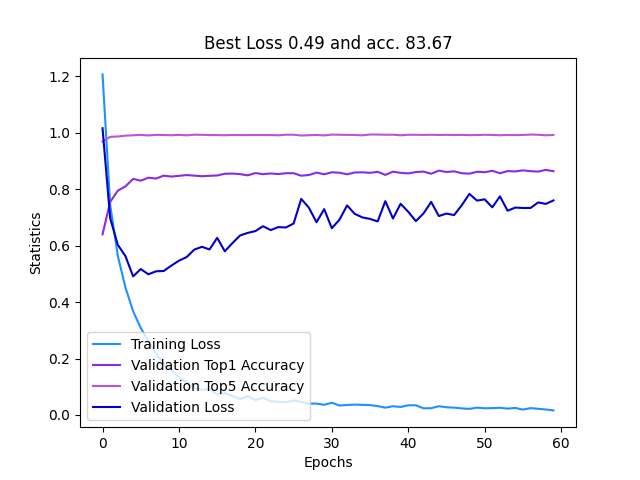 Best Loss 0.49 and acc. 83.67
1.2
1.0
0.8
0.6
0.4
0.2
0.0
Statistics
Training Loss
Validation Top1 Accuracy
Validation Top5 Accuracy
Validation Loss
0 10 20 30 40 50 60
Epochs